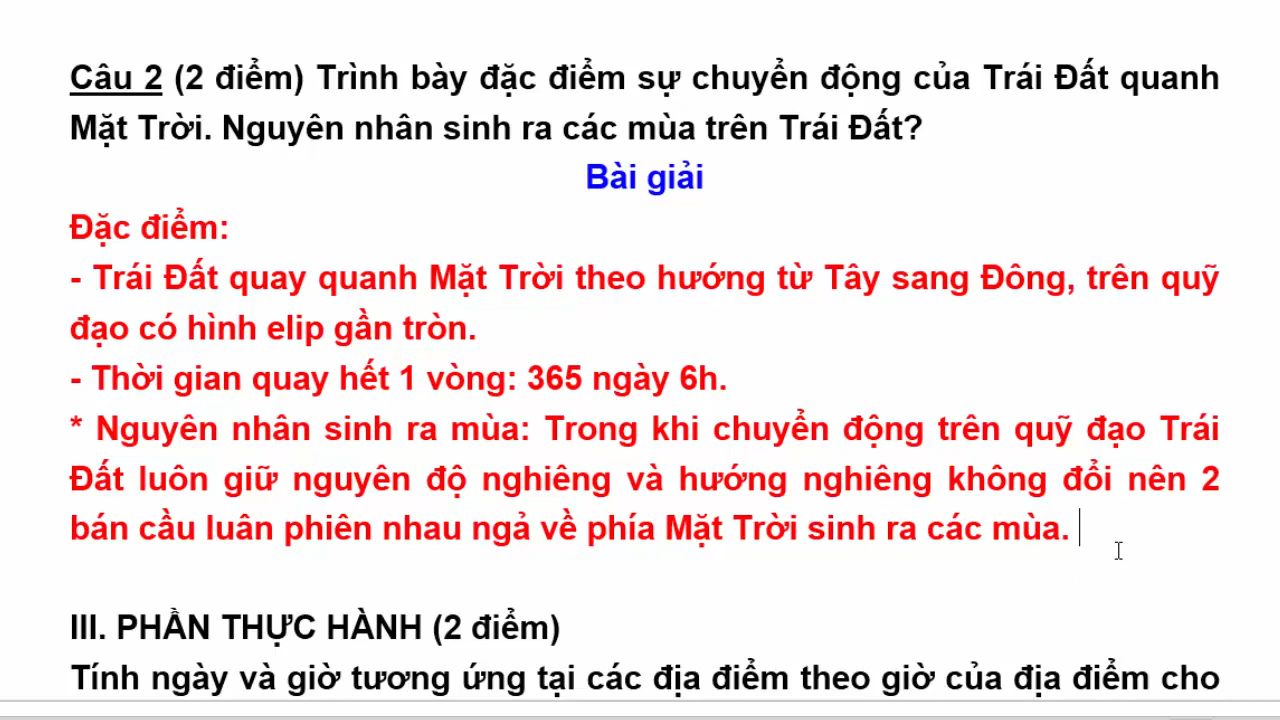 Câu 2 (2 điểm) Trình bày đặc điểm sự chuyển động của Trái Đất quanh
Mặt Trời. Nguyên nhân sinh ra các mùa trên Trái Đất?
Bài giải
Đặc điểm:
- Trái Đất quay quanh Mặt Trời theo hướng từ Tây sang Đông, trên quỹ
đạo có hình elip gần tròn.
- Thời gian quay hết 1 vòng: 365 ngày 6h.
* Nguyên nhân sinh ra mùa: Trong khi chuyển động trên quỹ đạo Trái
Đất luôn giữ nguyên độ nghiêng và hướng nghiêng không đổi nên 2
bán cầu luân phiên nhau ngả về phía Mặt Trời sinh ra các mùa.
III. PHẦN THỰC HÀNH (2 điểm)
Tính ngày và giờ tương ứng tại các địa điểm theo giờ của địa điểm cho